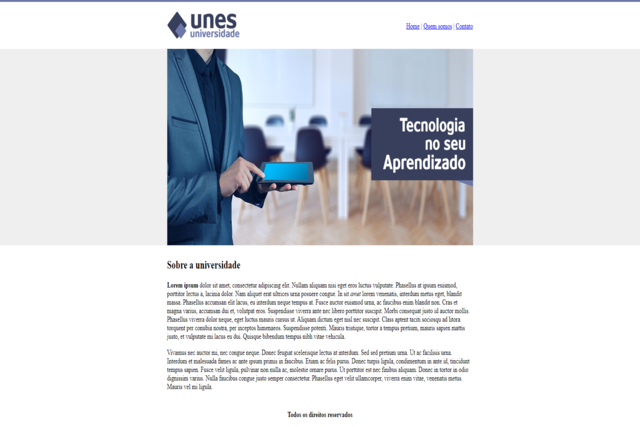 unes
universidade
Home | Quem somos | Contato
Tecnologia
no seu
Aprendizado
Sobre a universidade
Lorem ipsum dolor sit amet, consectetur adipiscing elit. Nullam aliquam nisi eget eros luctus vulputate. Phasellus at ipsum euismod,
porttitor lectus a, lacinia dolor. Nam aliquet erat ultrices urna posuere congue. In sit amet lorem venenatis, interdum metus eget, blandit
massa. Phasellus accumsan elit lacus, eu interdum neque tempus at. Fusce auctor euismod urna, ac faucibus enim blandit non. Cras et
magna varius, accumsan dui et, volutpat eros. Suspendisse viverra ante nec libero porttitor suscipit. Morbi consequat justo id auctor mollis.
Phasellus viverra dolor neque, eget luctus mauris cursus at. Aliquam dictum eget nisl nec suscipit. Class aptent taciti sociosqu ad litora
torquent per conubia nostra, per inceptos himenaeos. Suspendisse potenti. Mauris tristique, tortor a tempus pretium, mauris sapien mattis
justo, et vulputate mi lacus eu dui. Quisque bibendum tempus nibh vitae vehicula.
Vivamus nec auctor mi, nec congue neque. Donec feugiat scelerisque lectus at interdum. Sed sed pretium urna. Ut ac facilisis urna.
Interdum et malesuada fames ac ante ipsum primis in faucibus. Etiam ac felis purus. Donec turpis ligula, condimentum in ante id, tincidunt
tempus sapien. Fusce velit ligula, pulvinar non nulla ac, molestie ornare purus. Ut porttitor est nec finibus aliquam. Donec in tortor in odio
dignissim varius. Nulla faucibus congue justo semper consectetur. Phasellus eget velit ullamcorper, viverra enim vitae, venenatis metus.
Mauris vel mi ligula.
Todos os direitos reservados